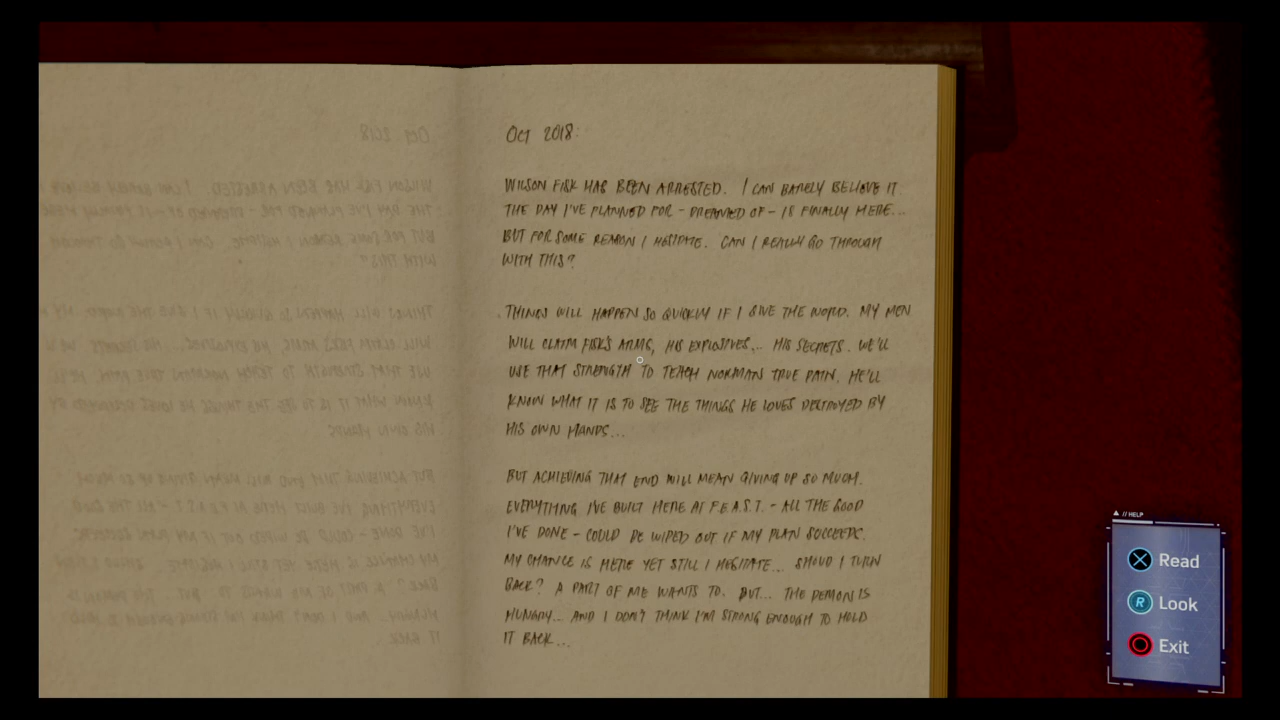 Oct 2018:
WILSON FISK HAS BEEN ARRESTED. I CAN BARELY BELIEVE IT
THE DAY I'VE PLANNED FOR - DREAMED OF - IS FINALLY HERE...
BUT FOR SOME REASON I HESITATE. CAN I REALLY GO THROUGH
WITH THIS?
THINGS WILL HAPPEN SO QUICKLY IF I GIVE THE WORD. MY MEN
WILL CLAIM FISK'S ARMS, HIS EXPLOSIVES... HIS SECRETS. WE'LL
USE THAT STRENGTH TO TEACH NORMAN TRUE PAIN. HE'LL
KNOW WHAT IT IS TO SEE THE THINGS HE LOVES DESTROYED BY
HIS OWN HANDS...
BUT ACHIEVING THAT END WILL MEAN GIVING UP SO MUCH.
EVERYTHING I'VE BUILT HERE AT F.E.A.S.T. - ALL THE GOOD
I'VE DONE - COULD BE WIPED OUT IF MY PLAN SUCCEEDS.
MY CHANCE IS HERE YET STILL I HESITATE... SHOULD I TURN
BACK? A PART OF ME WANTS TO. BUT... THE DEMON IS
HUNGRY... AND I DON'T THINK I'M STRONG ENOUGH TO HOLD
IT BACK...
// HELP
Read
R Look
Exit